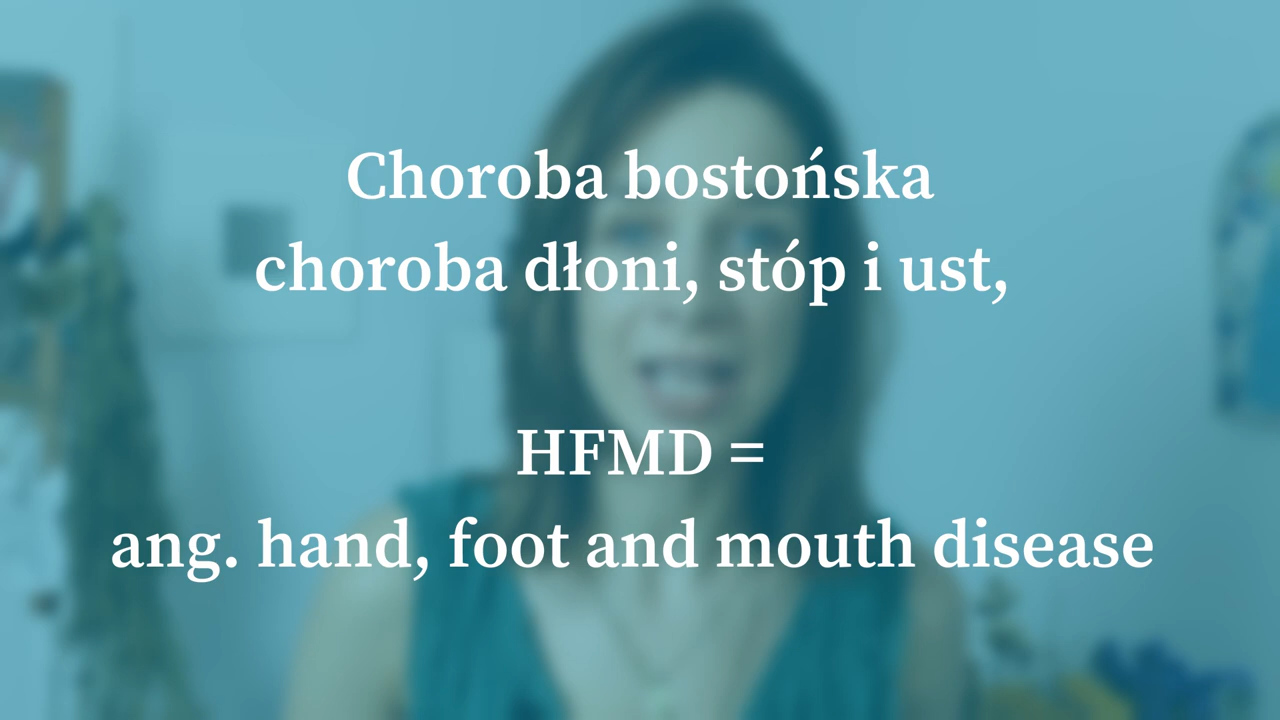 Choroba bostońska
choroba dłoni, stóp i ust,
HFMD =
ang. hand, foot and mouth disease